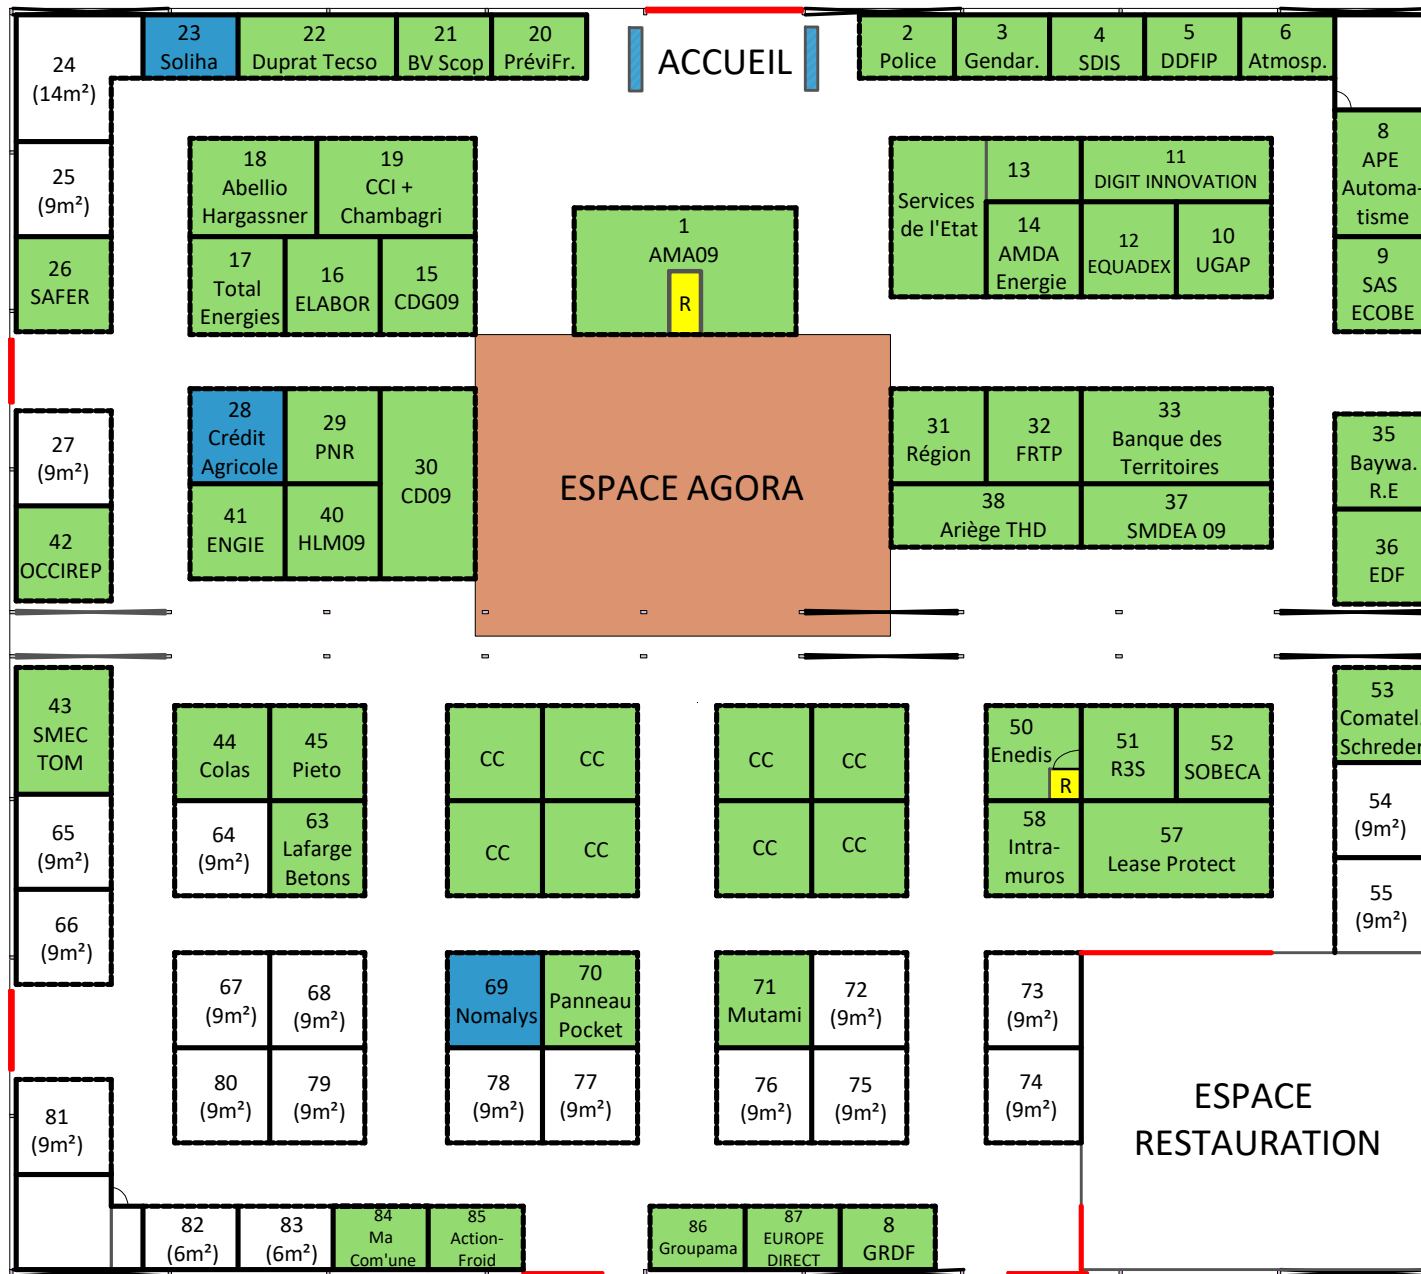 24
(14m²)
23
Soliha
22
Duprat Tecso
21
BV Scop
20
PréviFr.
ACCUEIL
2
Police
3
Gendar.
4
SDIS
5
DDFIP
6
Atmosp.
25
(9m²)
26
SAFER
18
Abellio
Hargassner
19
CCI +
Chambagri
17
Total
Energies
16
ELABOR
15
CDG09
1
AMA09
R
Services
de l'Etat
13
11
DIGIT INNOVATION
14
AMDA
Energie
12
EQUADEX
10
UGAP
8
APE
Automa-
tisme
9
SAS
ECOBE
27
(9m²)
42
OCCIREP
28
Crédit
Agricole
29
PNR
30
CD09
41
ENGIE
40
HLM09
ESPACE AGORA
31
Région
32
FRTP
33
Banque des
Territoires
38
Ariège THD
37
SMDEA 09
35
Baywa.
R.E
36
EDF
43
SMEC
TOM
65
(9m²)
66
(9m²)
44
Colas
45
Pieto
64
(9m²)
63
Lafarge
Betons
CC
CC
CC
CC
CC
CC
CC
CC
50
Enedis
R
51
R3S
52
SOBECA
58
Intra-
muros
57
Lease Protect
53
Comatel.
Schreder
54
(9m²)
55
(9m²)
67
(9m²)
68
(9m²)
80
(9m²)
79
(9m²)
69
Nomalys
70
Panneau
Pocket
78
(9m²)
77
(9m²)
71
Mutami
72
(9m²)
76
(9m²)
75
(9m²)
73
(9m²)
74
(9m²)
ESPACE
RESTAURATION
81
(9m²)
82
(6m²)
83
(6m²)
84
Ma
Com'une
85
Action-
Froid
86
Groupama
87
EUROPE
DIRECT
8
GRDF